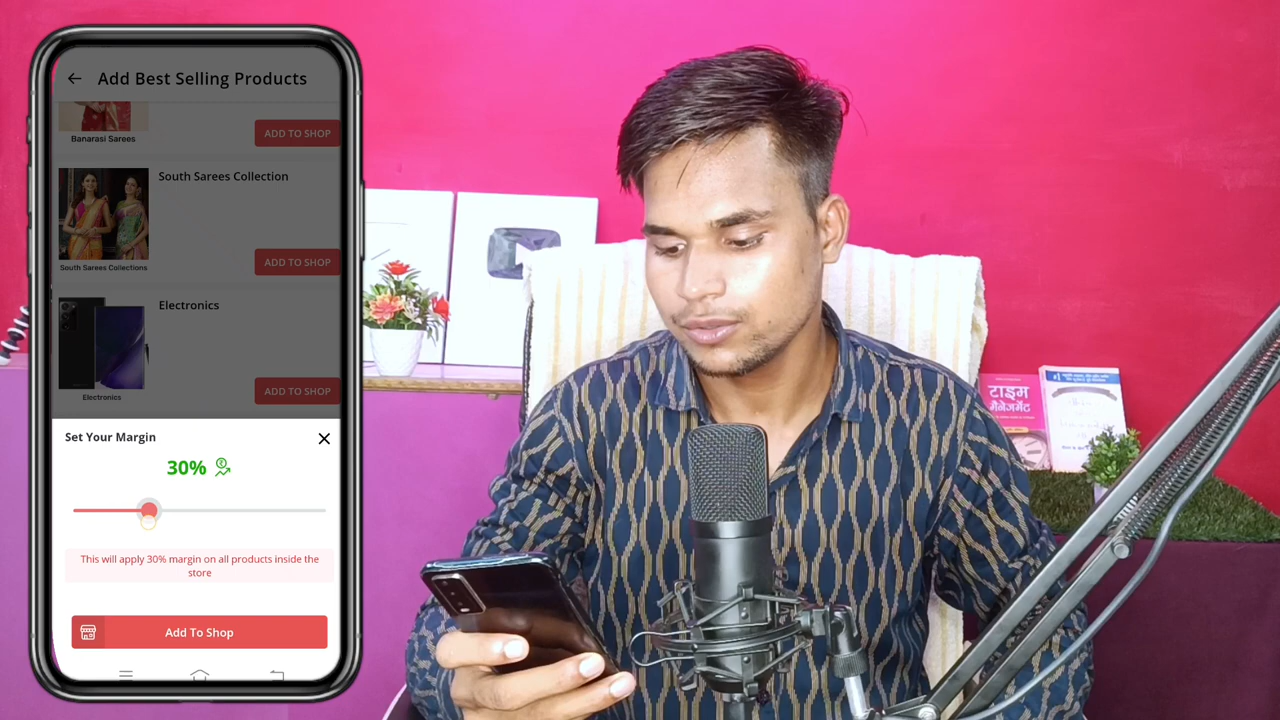 Add Best Selling Products
Banarasi Sarees
ADD TO SHOP
South Sarees Collection
South Sarees Collections
ADD TO SHOP
Electronics
Electronics
ADD TO SHOP
Set Your Margin
30%
This will apply 30% margin on all products inside the
store
Add To Shop
टाइम
मैनेजमेंट